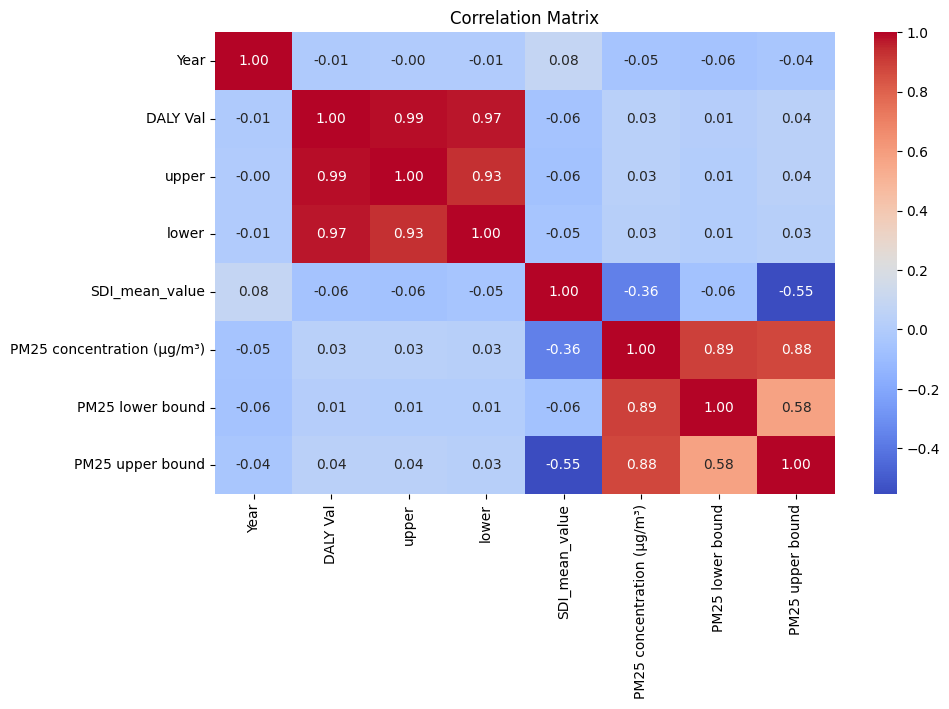 Correlation Matrix
Year 1.00 -0.01 -0.00 -0.01 0.08 -0.05 -0.06 -0.04
DALY Val -0.01 1.00 0.99 0.97 -0.06 0.03 0.01 0.04
upper -0.00 0.99 1.00 0.93 -0.06 0.03 0.01 0.04
lower -0.01 0.97 0.93 1.00 -0.05 0.03 0.01 0.03
SDI_mean_value 0.08 -0.06 -0.06 -0.05 1.00 -0.36 -0.06 -0.55
PM25 concentration (μg/m³) -0.05 0.03 0.03 0.03 -0.36 1.00 0.89 0.88
PM25 lower bound -0.06 0.01 0.01 0.01 -0.06 0.89 1.00 0.58
PM25 upper bound -0.04 0.04 0.04 0.03 -0.55 0.88 0.58 1.00
Year
DALY Val
upper
lower
SDI_mean_value
PM25 concentration (μg/m³)
PM25 lower bound
PM25 upper bound
1.0
0.8
0.6
0.4
0.2
0.0
−0.2
−0.4